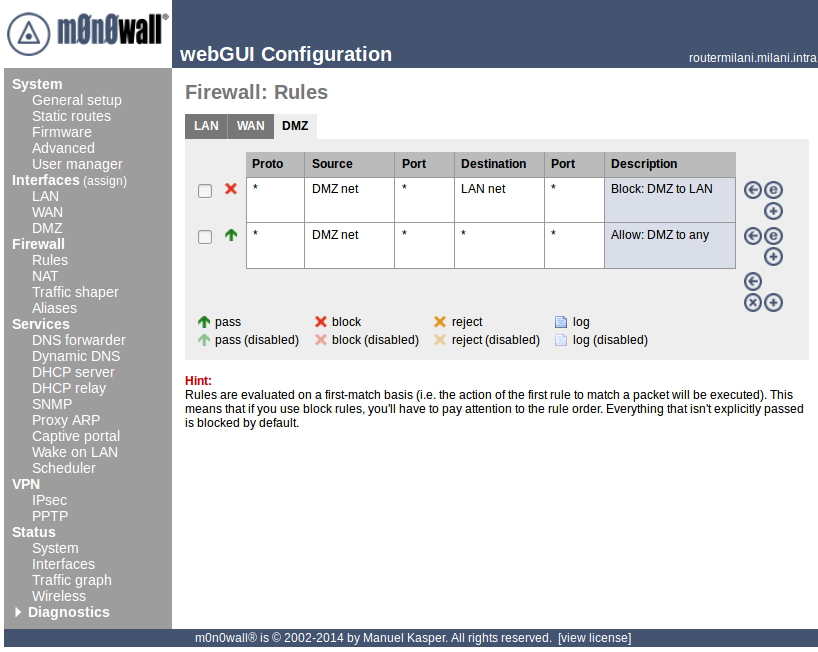 m0n0wall®
webGUI Configuration
routermilani.milani.intra
System
General setup
Static routes
Firmware
Advanced
User manager
Interfaces (assign)
LAN
WAN
DMZ
Firewall
Rules
NAT
Traffic shaper
Aliases
Services
DNS forwarder
Dynamic DNS
DHCP server
DHCP relay
SNMP
Proxy ARP
Captive portal
Wake on LAN
Scheduler
VPN
IPsec
PPTP
Status
System
Interfaces
Traffic graph
Wireless
Diagnostics
Firewall: Rules
LAN WAN DMZ
Proto Source Port Destination Port Description
* DMZ net * LAN net * Block: DMZ to LAN
* DMZ net * * * Allow: DMZ to any
pass block reject log
pass (disabled) block (disabled) reject (disabled) log (disabled)
Hint:
Rules are evaluated on a first-match basis (i.e. the action of the first rule to match a packet will be executed). This
means that if you use block rules, you'll have to pay attention to the rule order. Everything that isn't explicitly passed
is blocked by default.
m0n0wall® is © 2002-2014 by Manuel Kasper. All rights reserved. [view license]